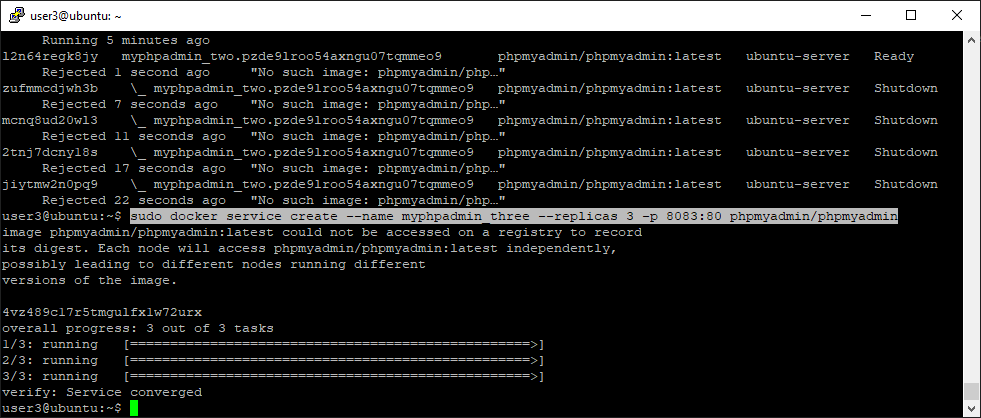 user3@ubuntu: ~
Running 5 minutes ago
l2n64regk8jy myphpadmin_two.pzde9lroo54axngu07tqmmeo9 phpmyadmin/phpmyadmin:latest ubuntu-server Ready
Rejected 1 second ago "No such image: phpmyadmin/php…"
zufmmcdjwh3b \_ myphpadmin_two.pzde9lroo54axngu07tqmmeo9 phpmyadmin/phpmyadmin:latest ubuntu-server Shutdown
Rejected 7 seconds ago "No such image: phpmyadmin/php…"
mcnq8ud20wl3 \_ myphpadmin_two.pzde9lroo54axngu07tqmmeo9 phpmyadmin/phpmyadmin:latest ubuntu-server Shutdown
Rejected 11 seconds ago "No such image: phpmyadmin/php…"
2tnj7dcnyl8s \_ myphpadmin_two.pzde9lroo54axngu07tqmmeo9 phpmyadmin/phpmyadmin:latest ubuntu-server Shutdown
Rejected 17 seconds ago "No such image: phpmyadmin/php…"
jiytmw2n0pq9 \_ myphpadmin_two.pzde9lroo54axngu07tqmmeo9 phpmyadmin/phpmyadmin:latest ubuntu-server Shutdown
Rejected 22 seconds ago "No such image: phpmyadmin/php…"
user3@ubuntu:~$ sudo docker service create --name myphpadmin_three --replicas 3 -p 8083:80 phpmyadmin/phpmyadmin
image phpmyadmin/phpmyadmin:latest could not be accessed on a registry to record
its digest. Each node will access phpmyadmin/phpmyadmin:latest independently,
possibly leading to different nodes running different
versions of the image.
4vz489cl7r5tmgulfxlw72urx
overall progress: 3 out of 3 tasks
1/3: running [==================================================>]
2/3: running [==================================================>]
3/3: running [==================================================>]
verify: Service converged
user3@ubuntu:~$